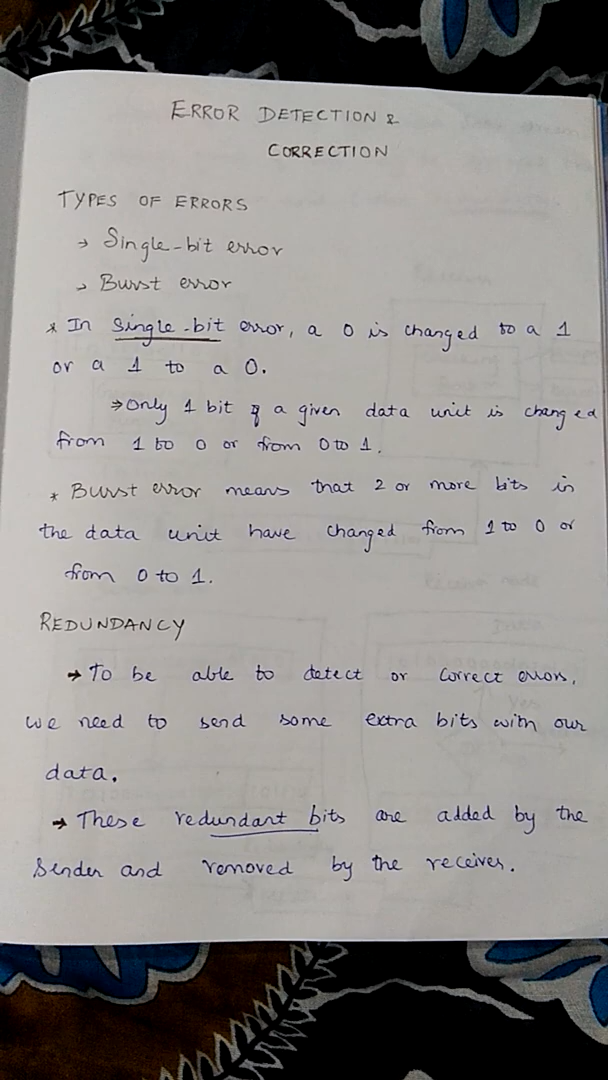 ERROR DETECTION &
CORRECTION
TYPES OF ERRORS
→ Single-bit error
→ Burst error
* In Single-bit error, a 0 is changed to a 1
or a 1 to a 0.
⇒ Only 1 bit of a given data unit is changed
from 1 to 0 or from 0 to 1.
* Burst error means that 2 or more bits in
the data unit have changed from 1 to 0 or
from 0 to 1.
REDUNDANCY
→ To be able to detect or correct errors,
we need to send some extra bits with our
data.
→ These redundant bits are added by the
Sender and removed by the receiver.